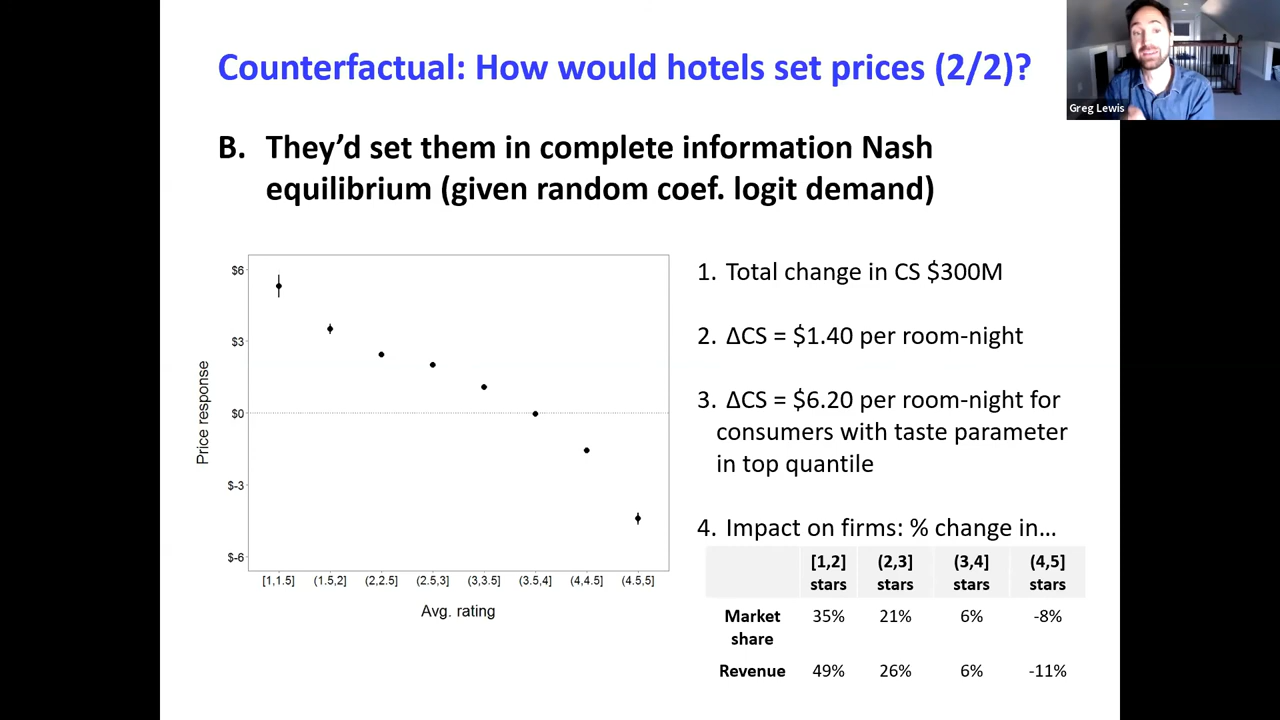 Counterfactual: How would hotels set prices (2/2)?
Greg Lewis
B. They'd set them in complete information Nash
equilibrium (given random coef. logit demand)
$6
$3
$0
$-3
$-6
Price response
[1,1.5] (1.5,2] (2,2.5] (2.5,3] (3,3.5] (3.5,4] (4,4.5] (4.5,5]
Avg. rating
1. Total change in CS $300M
2. ΔCS = $1.40 per room-night
3. ΔCS = $6.20 per room-night for
consumers with taste parameter
in top quantile
4. Impact on firms: % change in...
[1,2] (2,3] (3,4] (4,5]
stars stars stars stars
Market 35% 21% 6% -8%
share
Revenue 49% 26% 6% -11%